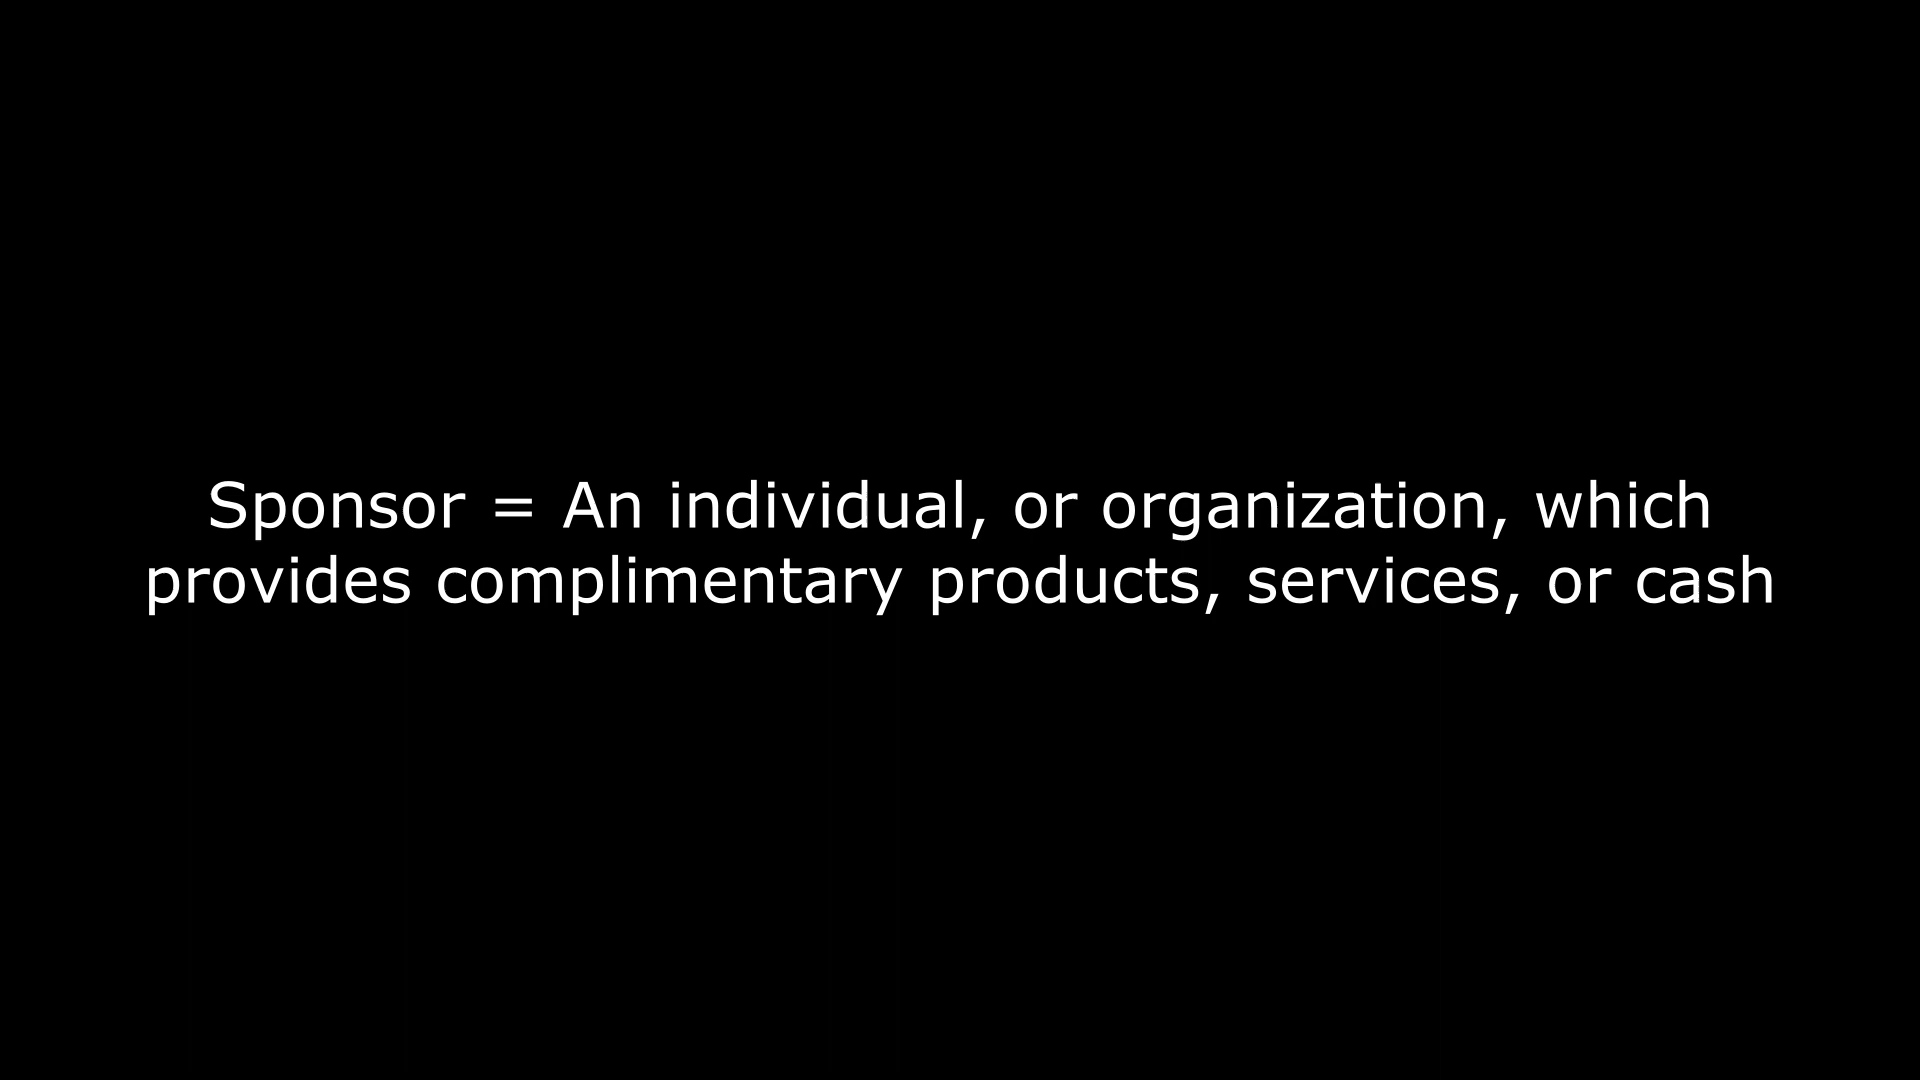 Sponsor = An individual, or organization, which
provides complimentary products, services, or cash